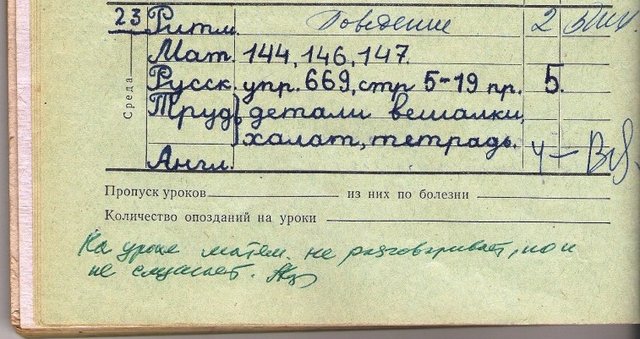 23 Ритм. Поведение 2
Мат. 144, 146, 147.
Среда
Русск. упр. 669, стр 5-19 пр. 5.
Труд} детали вешалки,
халат, тетрадь. 4 –
Англ.
Пропуск уроков из них по болезни
Количество опозданий на уроки
На уроке матем. не разговаривает, но и
не слушает.